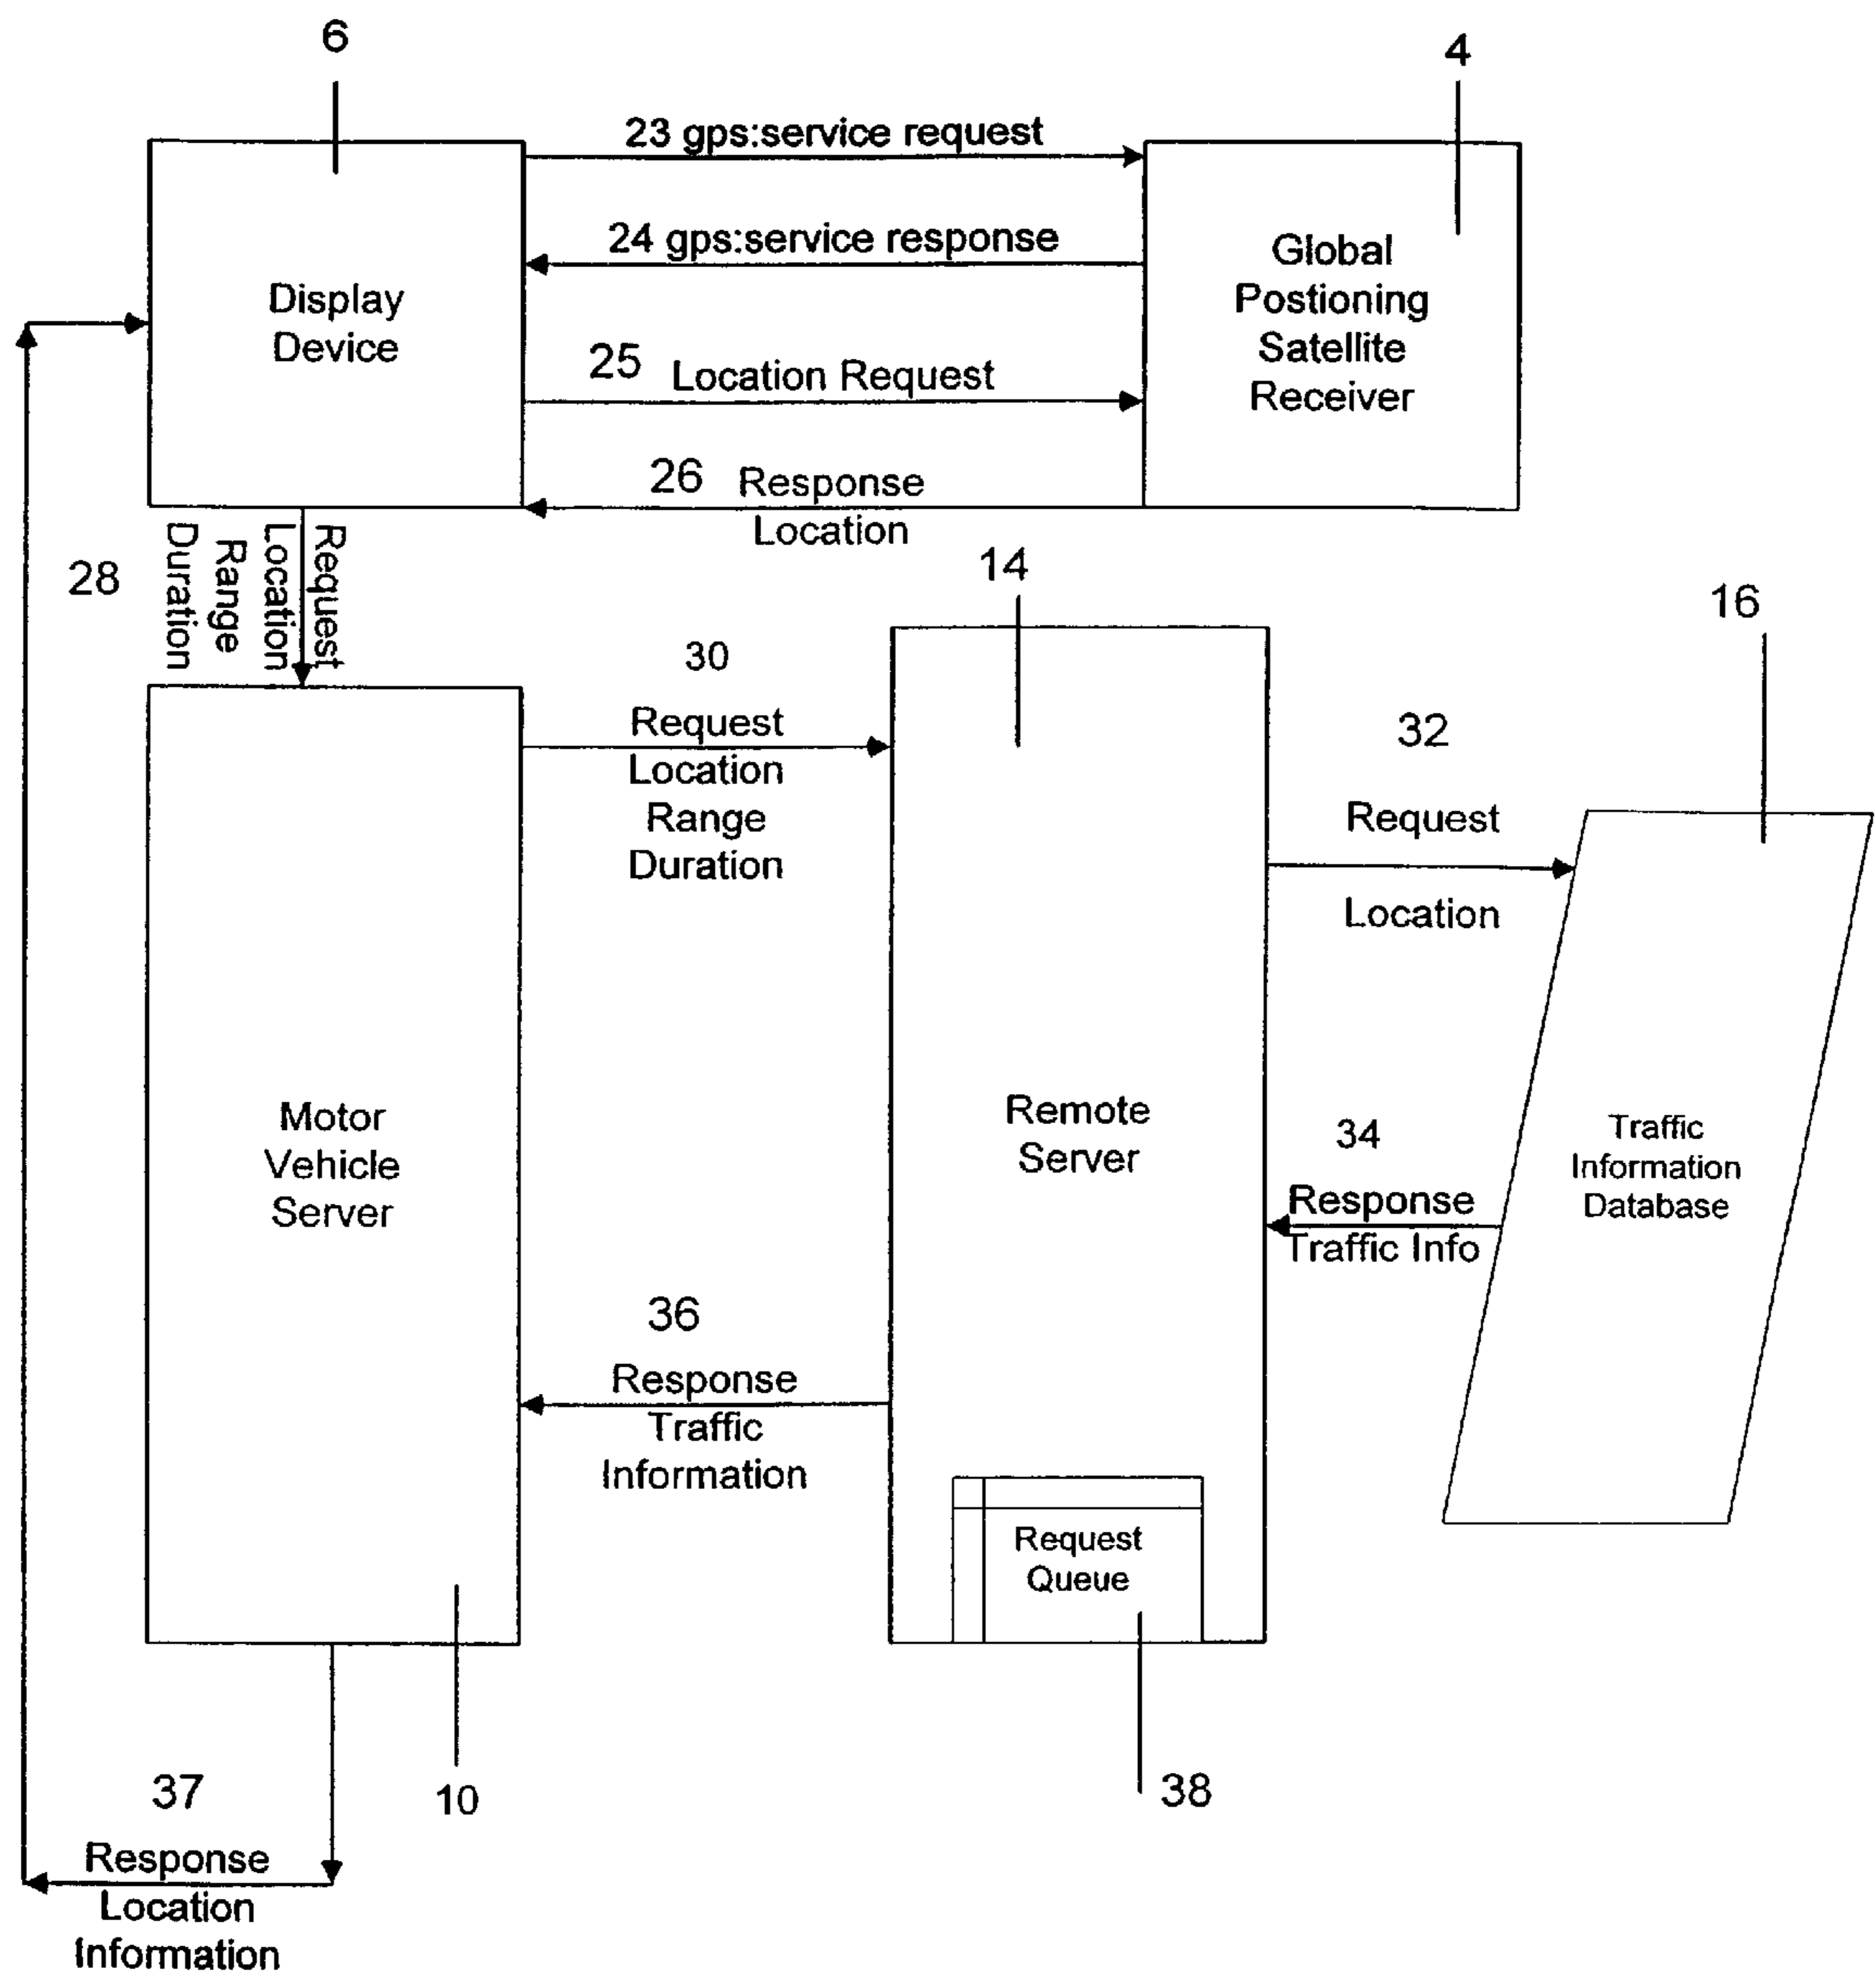 6
4
23 gps:service request
24 gps:service response
Display
Device
Global
Postioning
Satellite
Receiver
25 Location Request
26 Response
Location
28
Request
Location
Range
Duration
14
16
30
Request
Location
Range
Duration
32
Request
Location
Motor
Vehicle
Server
Remote
Server
34
Response
Traffic Info
Traffic
Information
Database
36
Response
Traffic
Information
Request
Queue
37
10
38
Response
Location
Information